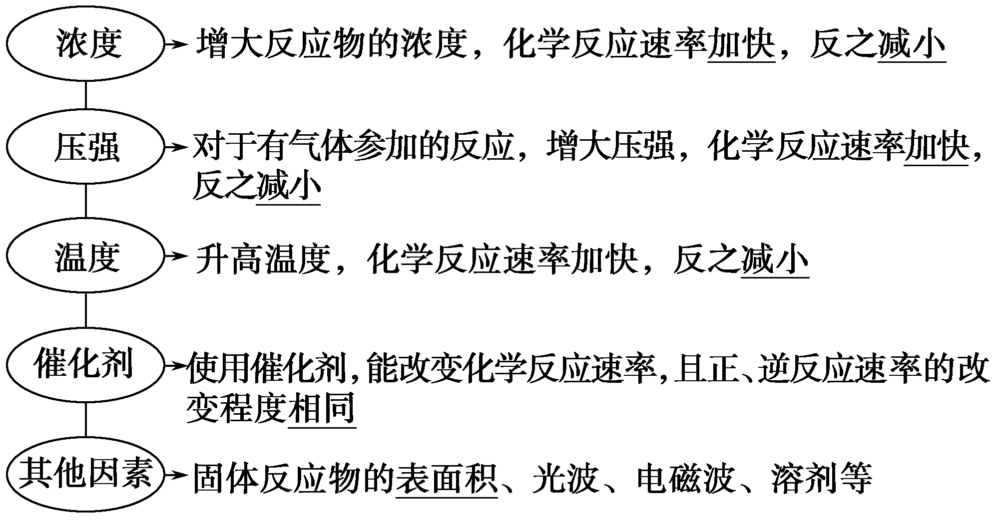 浓度
增大反应物的浓度，化学反应速率加快，反之减小
压强
对于有气体参加的反应，增大压强，化学反应速率加快，
反之减小
温度
升高温度，化学反应速率加快，反之减小
催化剂
使用催化剂，能改变化学反应速率，且正、逆反应速率的改
变程度相同
其他因素
固体反应物的表面积、光波、电磁波、溶剂等